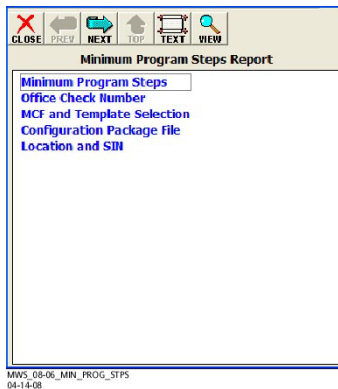 CLOSE PREV NEXT TOP TEXT VIEW
Minimum Program Steps Report
Minimum Program Steps
Office Check Number
MCF and Template Selection
Configuration Package File
Location and SIN
MWS_08-06_MIN_PROG_STPS
04-14-08